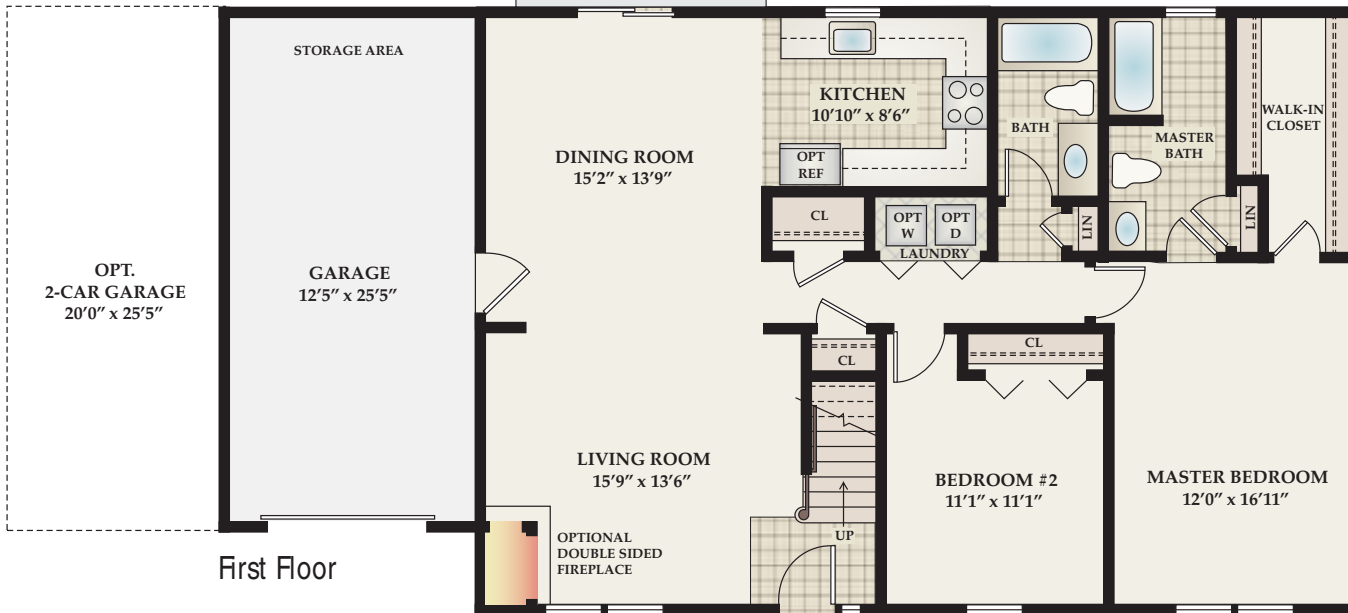 STORAGE AREA
KITCHEN
10'10" x 8'6"
OPT
REF
BATH
MASTER
BATH
WALK-IN
CLOSET
DINING ROOM
15'2" x 13'9"
CL
OPT
W
OPT
D
LAUNDRY
LIN
LIN
OPT.
2-CAR GARAGE
20'0" x 25'5"
GARAGE
12'5" x 25'5"
CL
CL
LIVING ROOM
15'9" x 13'6"
BEDROOM #2
11'1" x 11'1"
MASTER BEDROOM
12'0" x 16'11"
UP
OPTIONAL
DOUBLE SIDED
FIREPLACE
First Floor